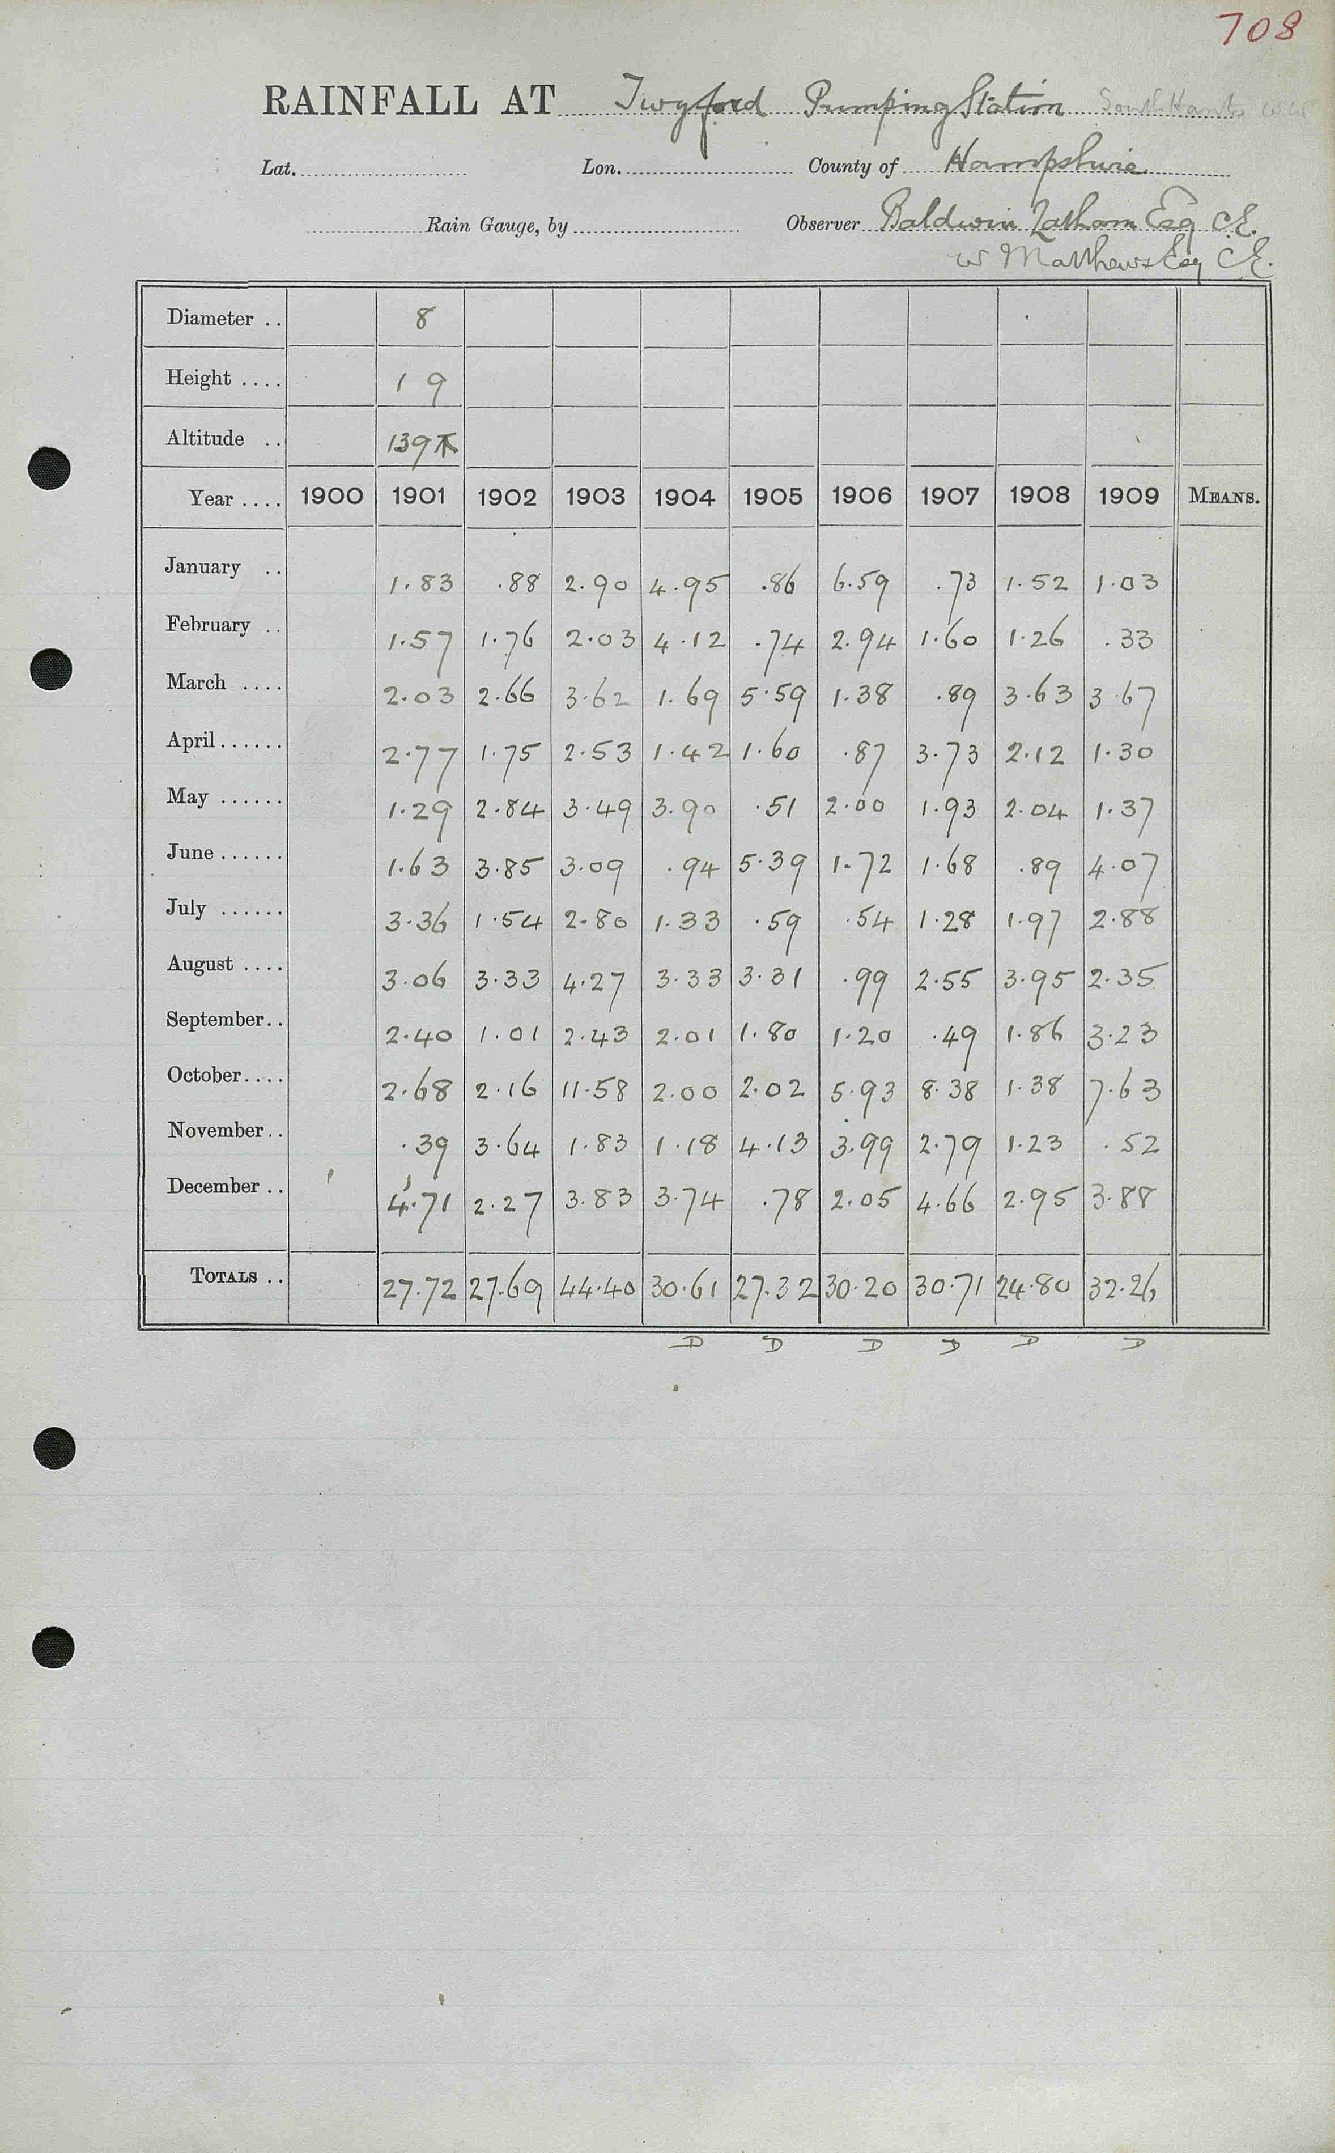 708
RAINFALL AT Twyford Pumping Station South Hants WW
Lat. Lon. County of Hampshire
Rain Gauge, by Observer Baldwin Latham Esq C.E.
W Matthews Esq CE.
Diameter .. 8
Height .... 1 9
Altitude .. 139
Year .... 1900 1901 1902 1903 1904 1905 1906 1907 1908 1909 MEANS.
January .. 1.83 .88 2.90 4.95 .86 6.59 .73 1.52 1.03
February .. 1.57 1.76 2.03 4.12 .74 2.94 1.60 1.26 .33
March .... 2.03 2.66 3.62 1.69 5.59 1.38 .89 3.63 3.67
April...... 2.77 1.75 2.53 1.42 1.60 .87 3.73 2.12 1.30
May ...... 1.29 2.84 3.49 3.90 .51 2.00 1.93 2.04 1.37
June...... 1.63 3.85 3.09 .94 5.39 1.72 1.68 .89 4.07
July ...... 3.36 1.54 2.80 1.33 .59 .54 1.28 1.97 2.88
August .... 3.06 3.33 4.27 3.33 3.31 .99 2.55 3.95 2.35
September.. 2.40 1.01 2.43 2.01 1.80 1.20 .49 1.86 3.23
October.... 2.68 2.16 11.58 2.00 2.02 5.93 8.38 1.38 7.63
November.. .39 3.64 1.83 1.18 4.13 3.99 2.79 1.23 .52
December.. 4.71 2.27 3.83 3.74 .78 2.05 4.66 2.95 3.88
TOTALS .. 27.72 27.69 44.40 30.61 27.32 30.20 30.71 24.80 32.26
D D D D D D